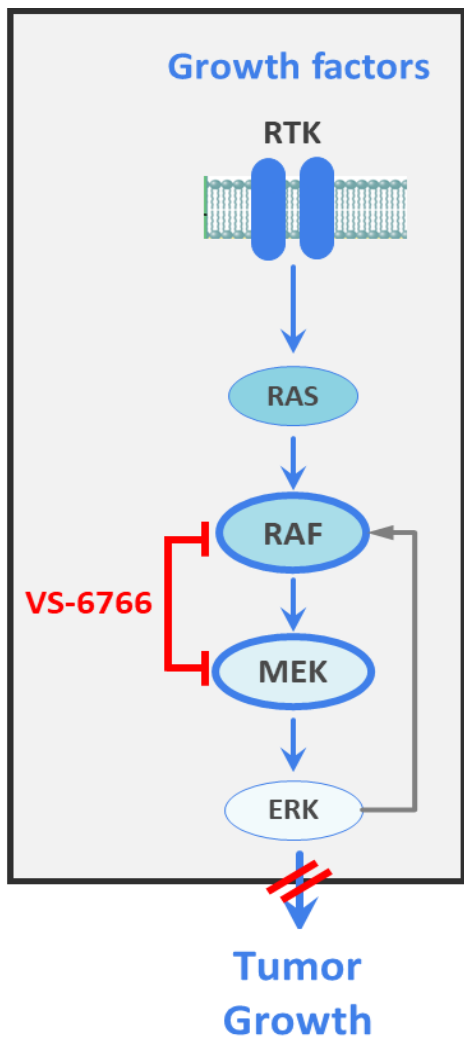 Growth factors
RTK
RAS
RAF
VS-6766
MEK
ERK
Tumor
Growth